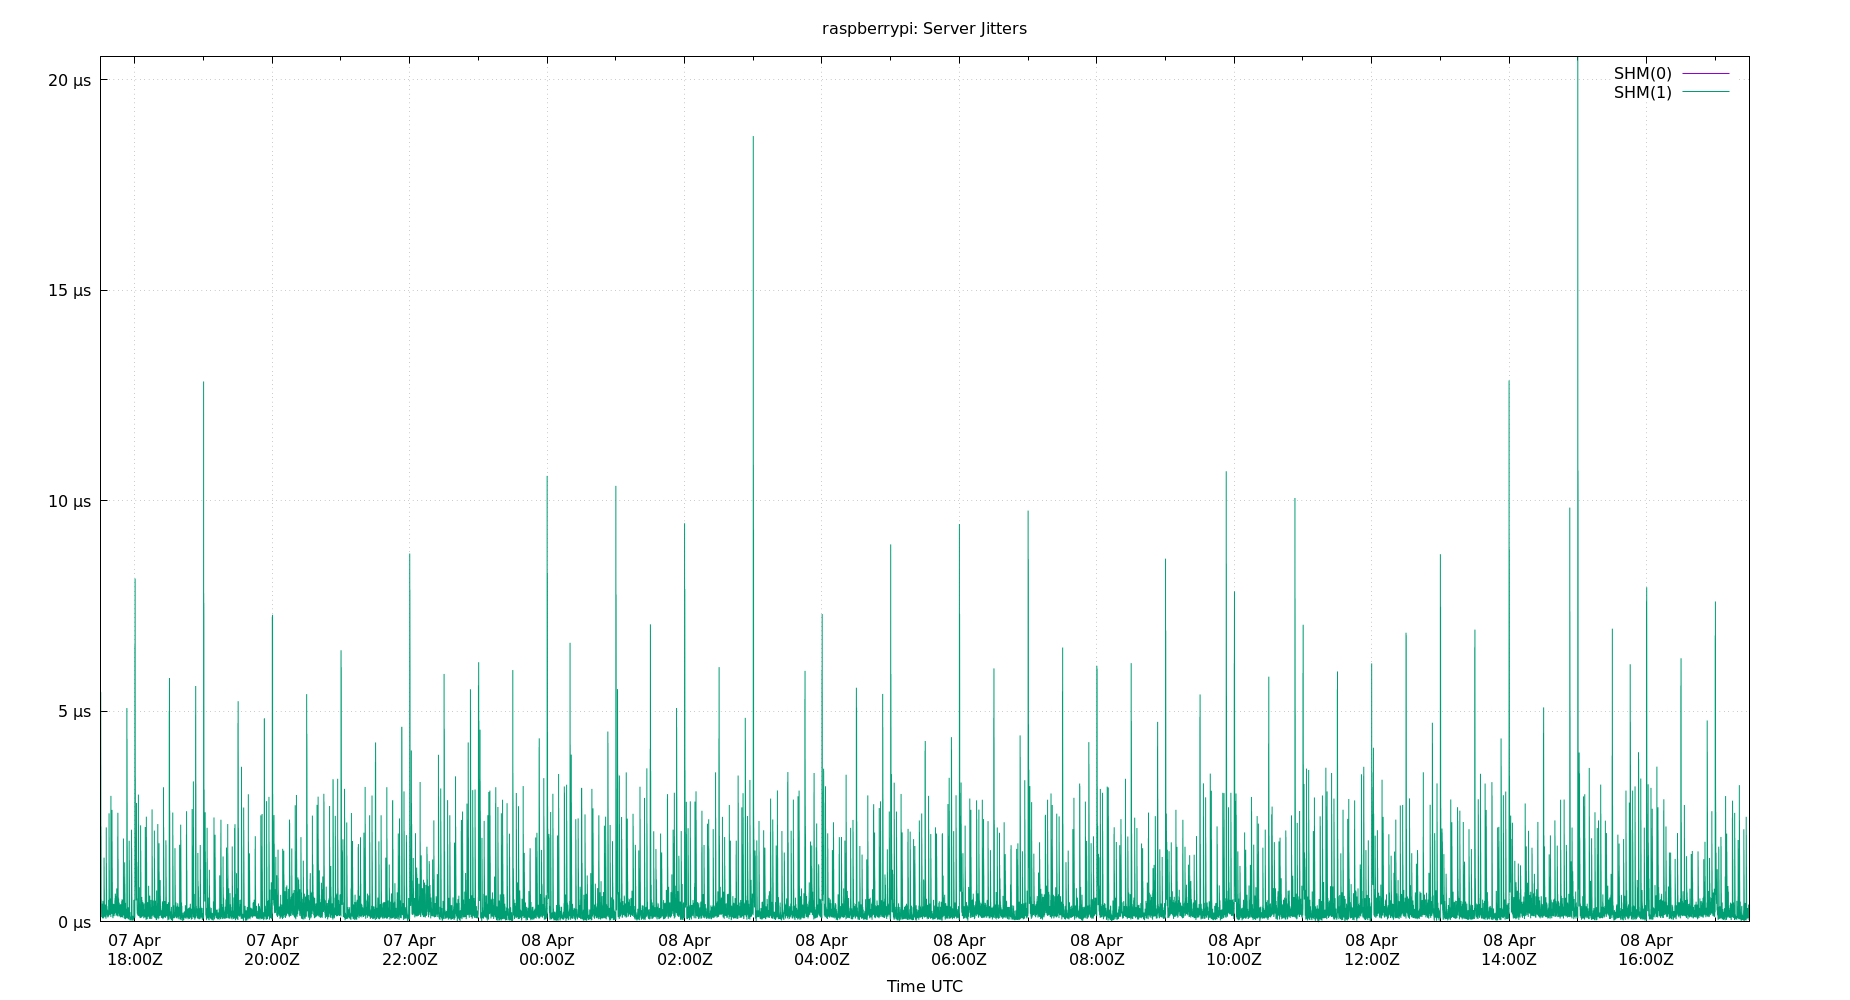 raspberrypi: Server Jitters
SHM(0)
SHM(1)
20 µs
15 µs
10 µs
5 µs
0 µs
07 Apr 07 Apr 07 Apr 08 Apr 08 Apr 08 Apr 08 Apr 08 Apr 08 Apr 08 Apr 08 Apr 08 Apr
18:00Z 20:00Z 22:00Z 00:00Z 02:00Z 04:00Z 06:00Z 08:00Z 10:00Z 12:00Z 14:00Z 16:00Z
Time UTC